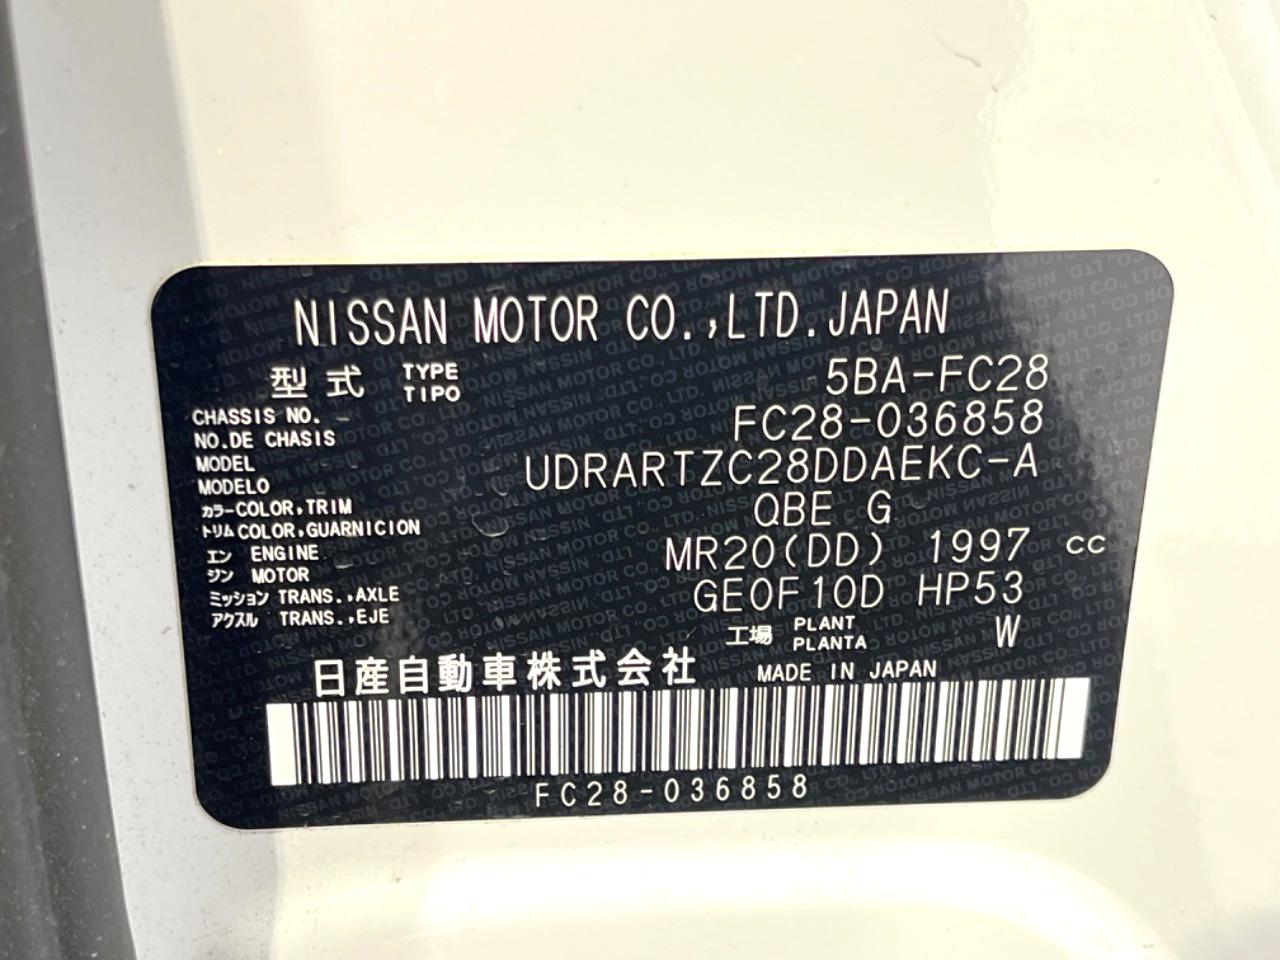 NISSAN MOTOR CO.,LTD.JAPAN
型式 TYPE TIPO 5BA-FC28
CHASSIS NO. NO.DE CHASIS FC28-036858
MODEL MODELO UDRARTZC28DDAEKC-A
カラー COLOR,TRIM
トリム COLOR,GUARNICION QBE G
エン ENGINE
ジン MOTOR MR20(DD) 1997 cc
ミッション TRANS.,AXLE
アクスル TRANS.,EJE GE0F10D HP53
工場 PLANT PLANTA W
日産自動車株式会社 MADE IN JAPAN
FC28-036858